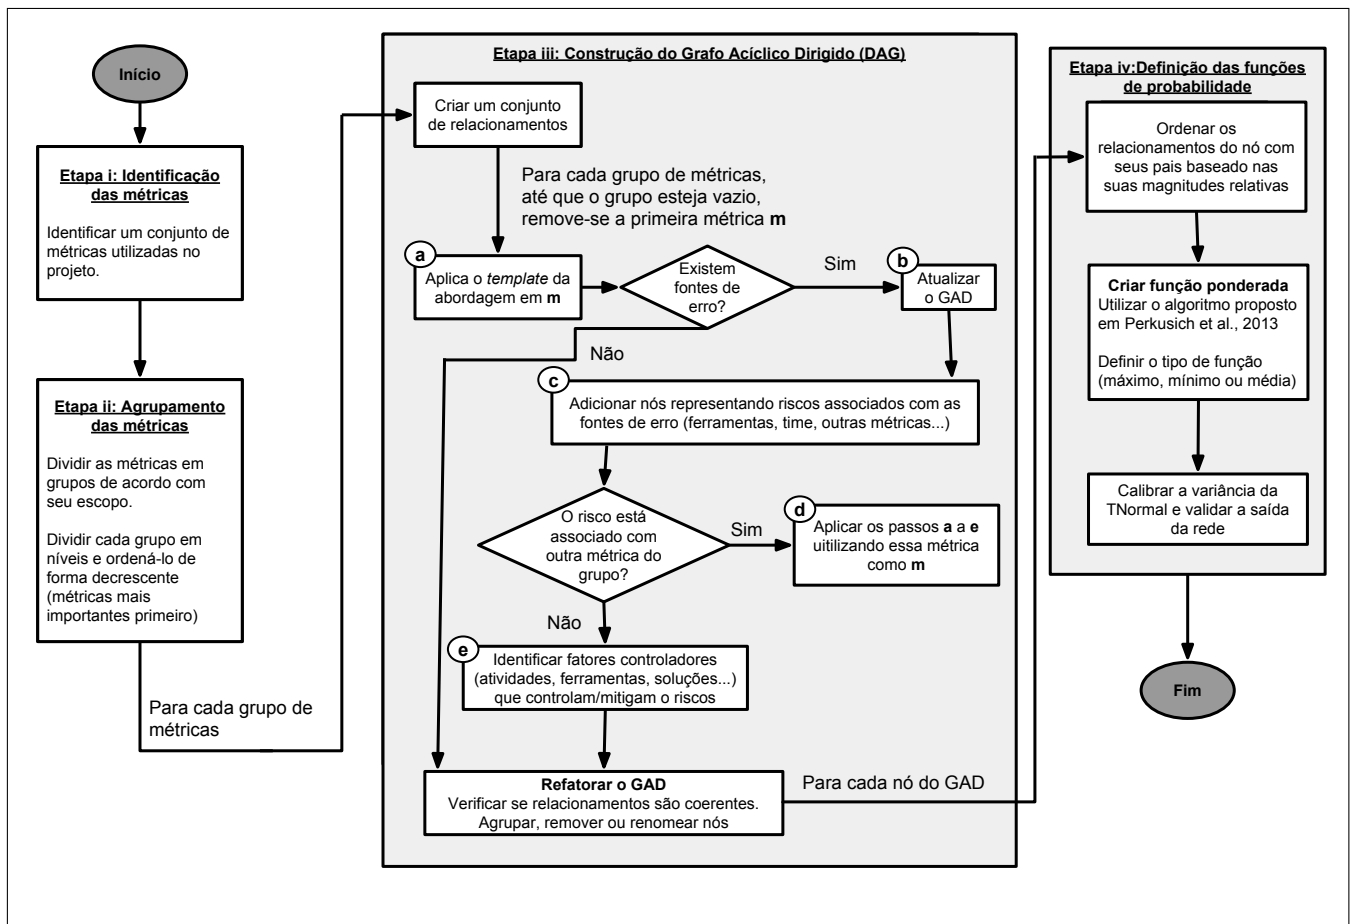 Início
Etapa i: Identificação
das métricas
Identificar um conjunto de
métricas utilizadas no
projeto.
Etapa ii: Agrupamento
das métricas
Dividir as métricas em
grupos de acordo com
seu escopo.
Dividir cada grupo em
níveis e ordená-lo de
forma decrescente
(métricas mais
importantes primeiro)
Para cada grupo de
métricas
Etapa iii: Construção do Grafo Acíclico Dirigido (DAG)
Criar um conjunto
de relacionamentos
Para cada grupo de métricas,
até que o grupo esteja vazio,
remove-se a primeira métrica m
a
Aplica o template da
abordagem em m
Existem
fontes de
erro?
Sim
b
Atualizar
o GAD
Não
c
Adicionar nós representando riscos associados com as
fontes de erro (ferramentas, time, outras métricas...)
O risco está
associado com
outra métrica do
grupo?
Sim
d
Aplicar os passos a a e
uitilizando essa métrica
como m
Não
e
Identificar fatores controladores
(atividades, ferramentas, soluções...)
que controlam/mitigam o riscos
Refatorar o GAD
Verificar se relacionamentos são coerentes.
Agrupar, remover ou renomear nós
Para cada nó do GAD
Etapa iv:Definição das funções
de probabilidade
Ordenar os
relacionamentos do nó com
seus pais baseado nas
suas magnitudes relativas
Criar função ponderada
Utilizar o algoritmo proposto
em Perkusich et al., 2013
Definir o tipo de função
(máximo, mínimo ou média)
Calibrar a variância da
TNormal e validar a saída
da rede
Fim